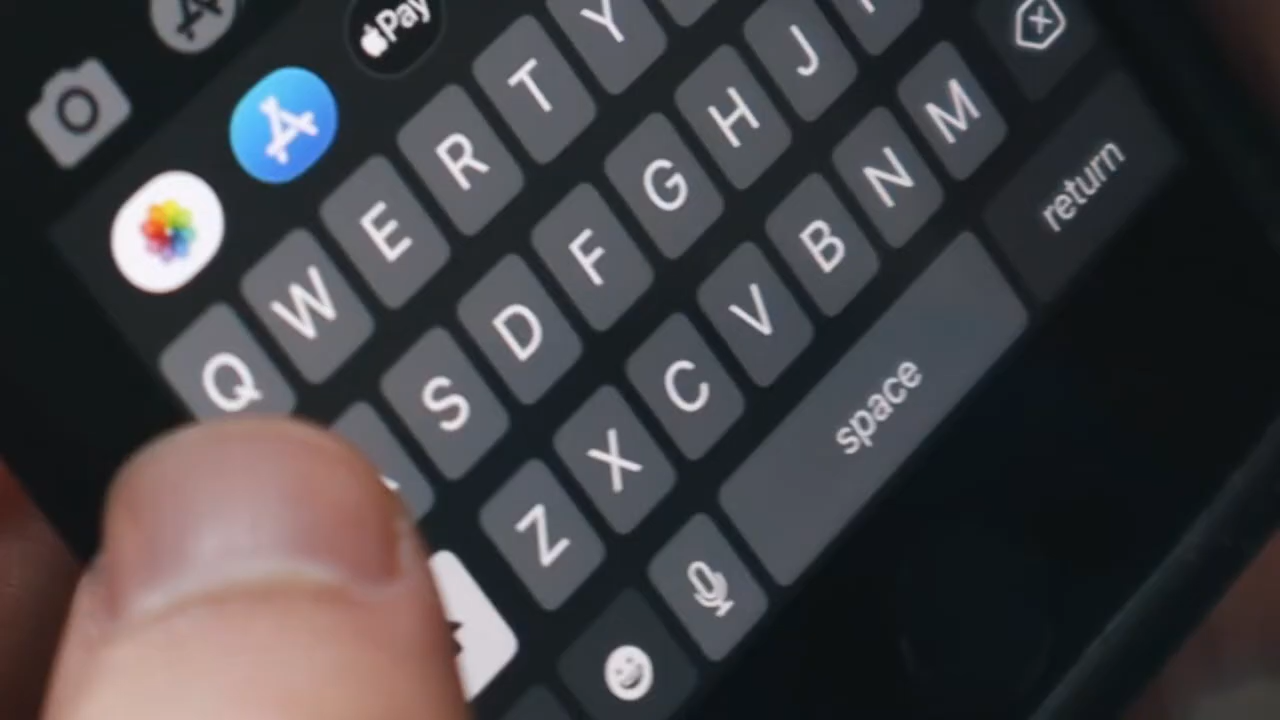 Pay
Q W E R T Y
S D F G H J
Z X C V B N M
space return